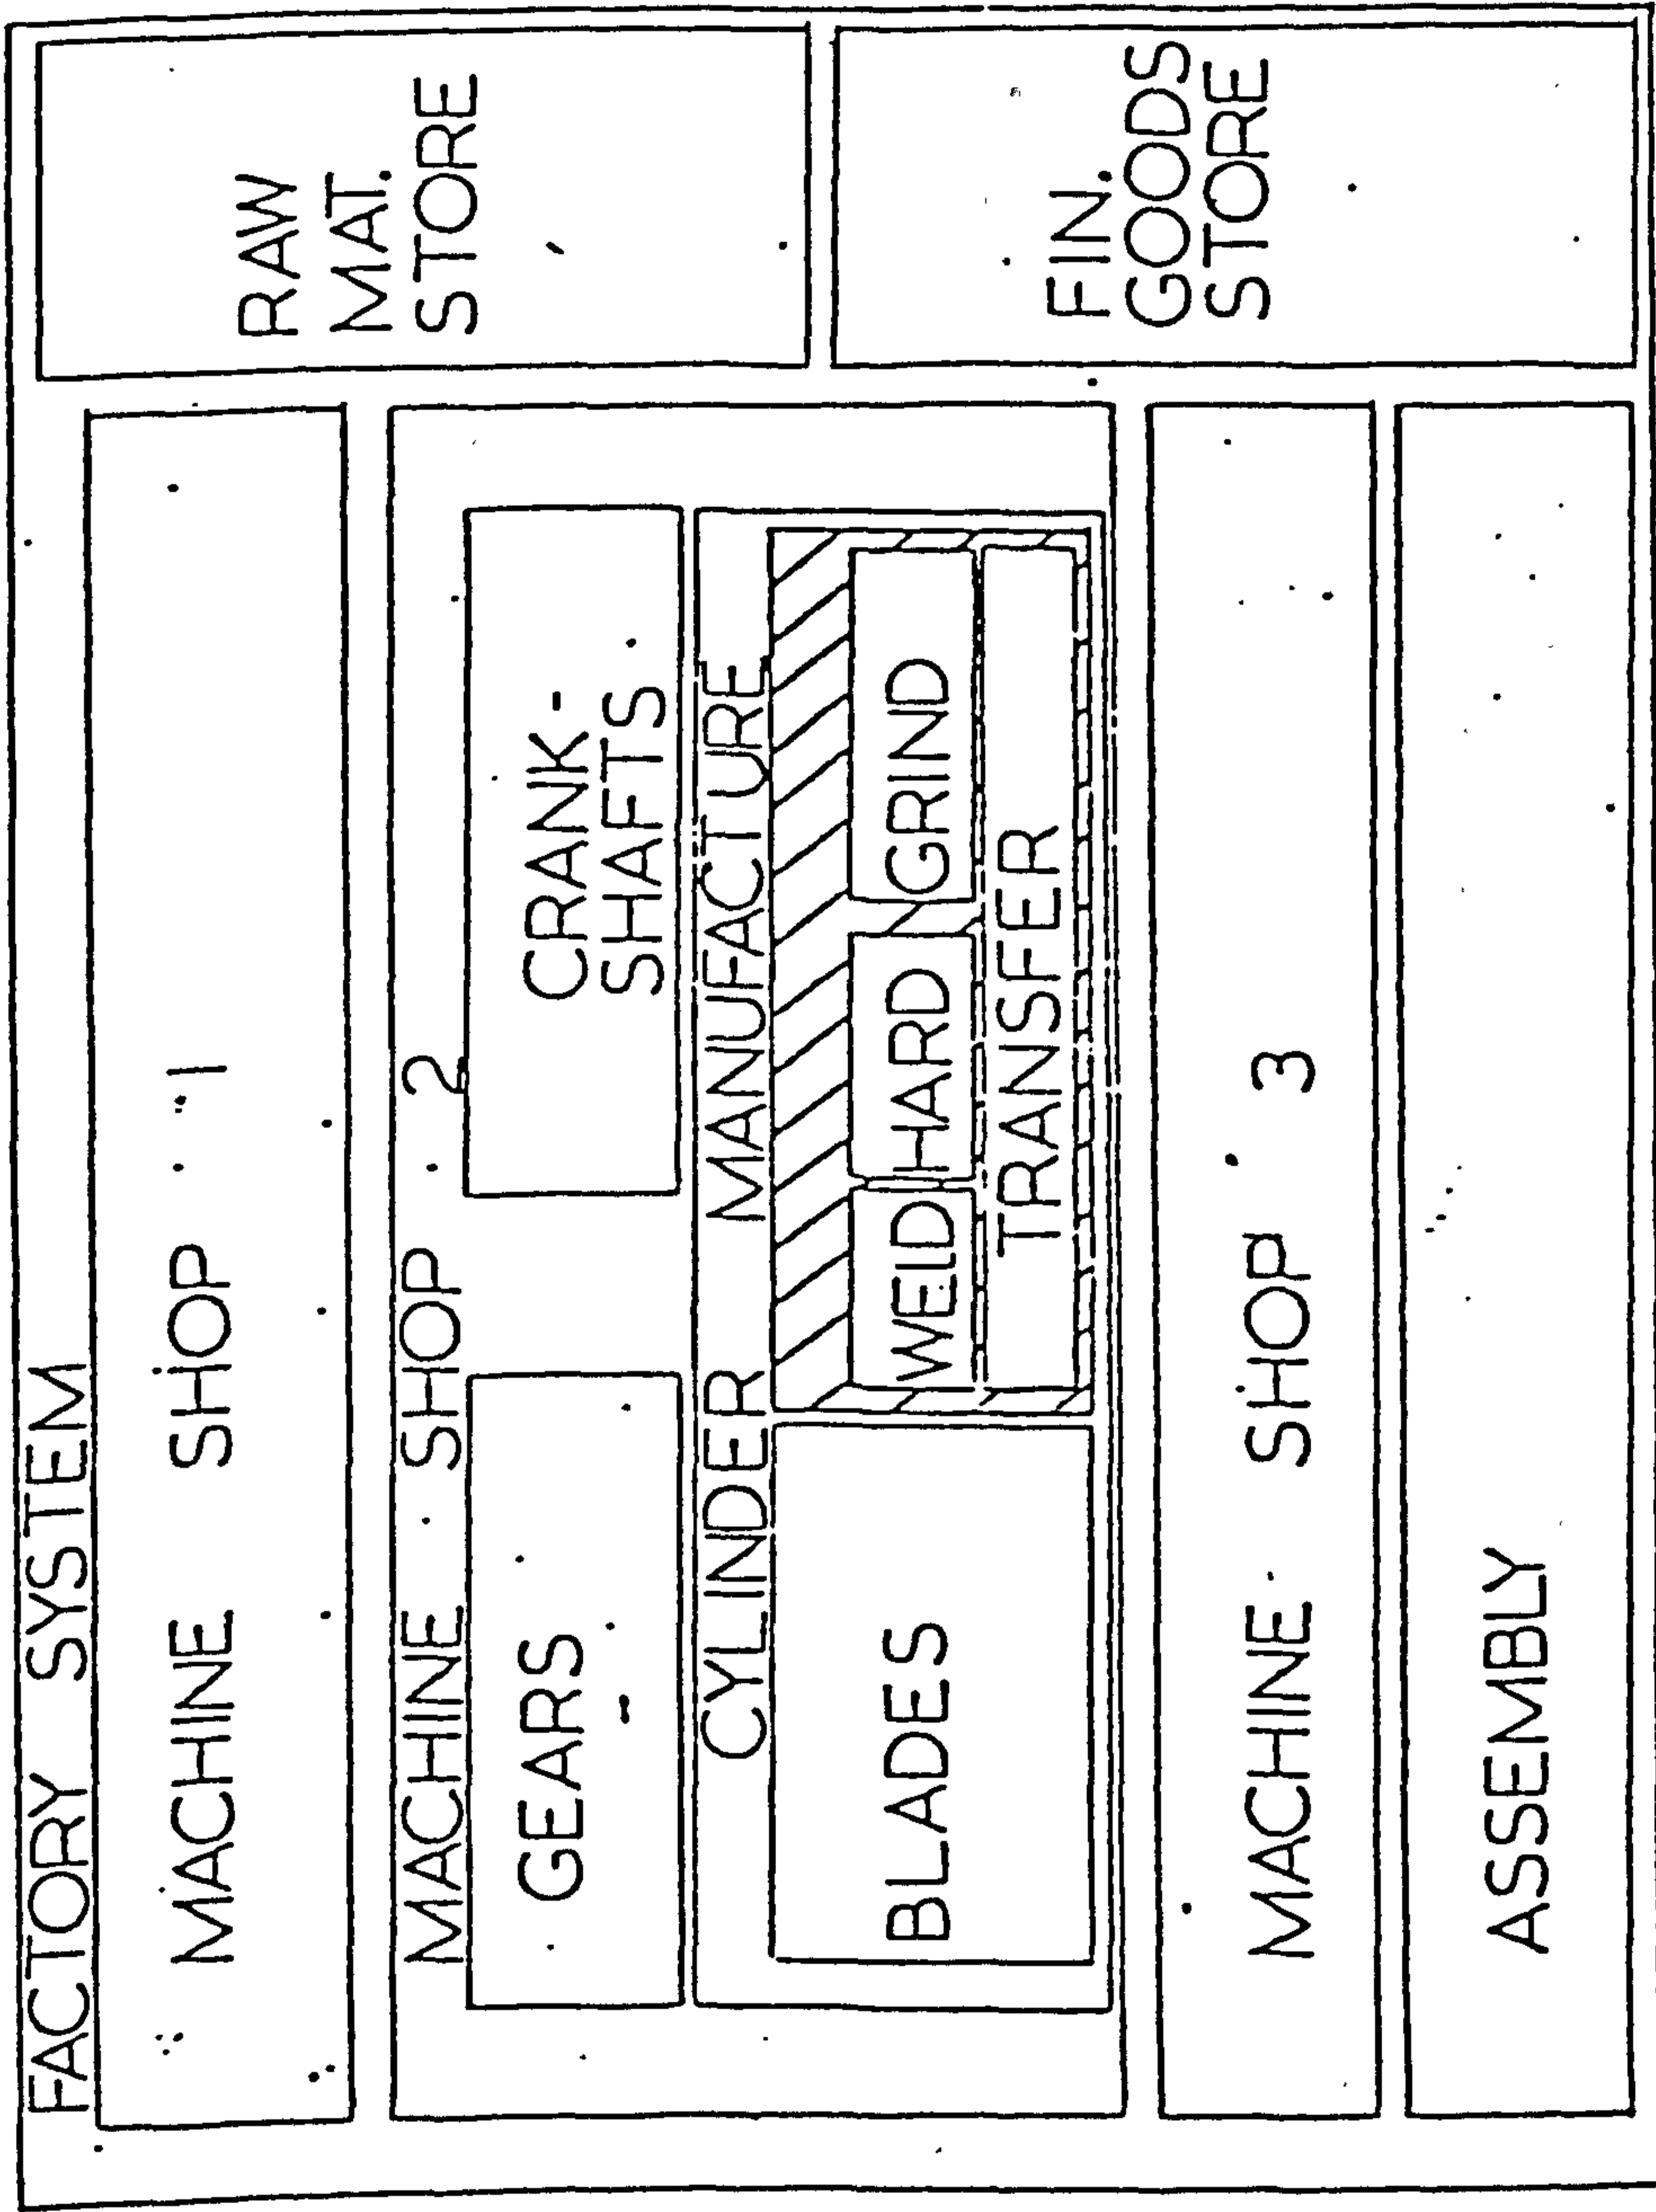 FACTORY SYSTEM
MACHINE SHOP 1
MACHINE SHOP 2
GEARS
CRANK-
SHAFTS
CYLINDER MANUFACTURE
BLADES
WELD HARD GRIND
TRANSFER
MACHINE SHOP 3
ASSEMBLY
RAW
MAT.
STORE
FIN.
GOODS
STORE